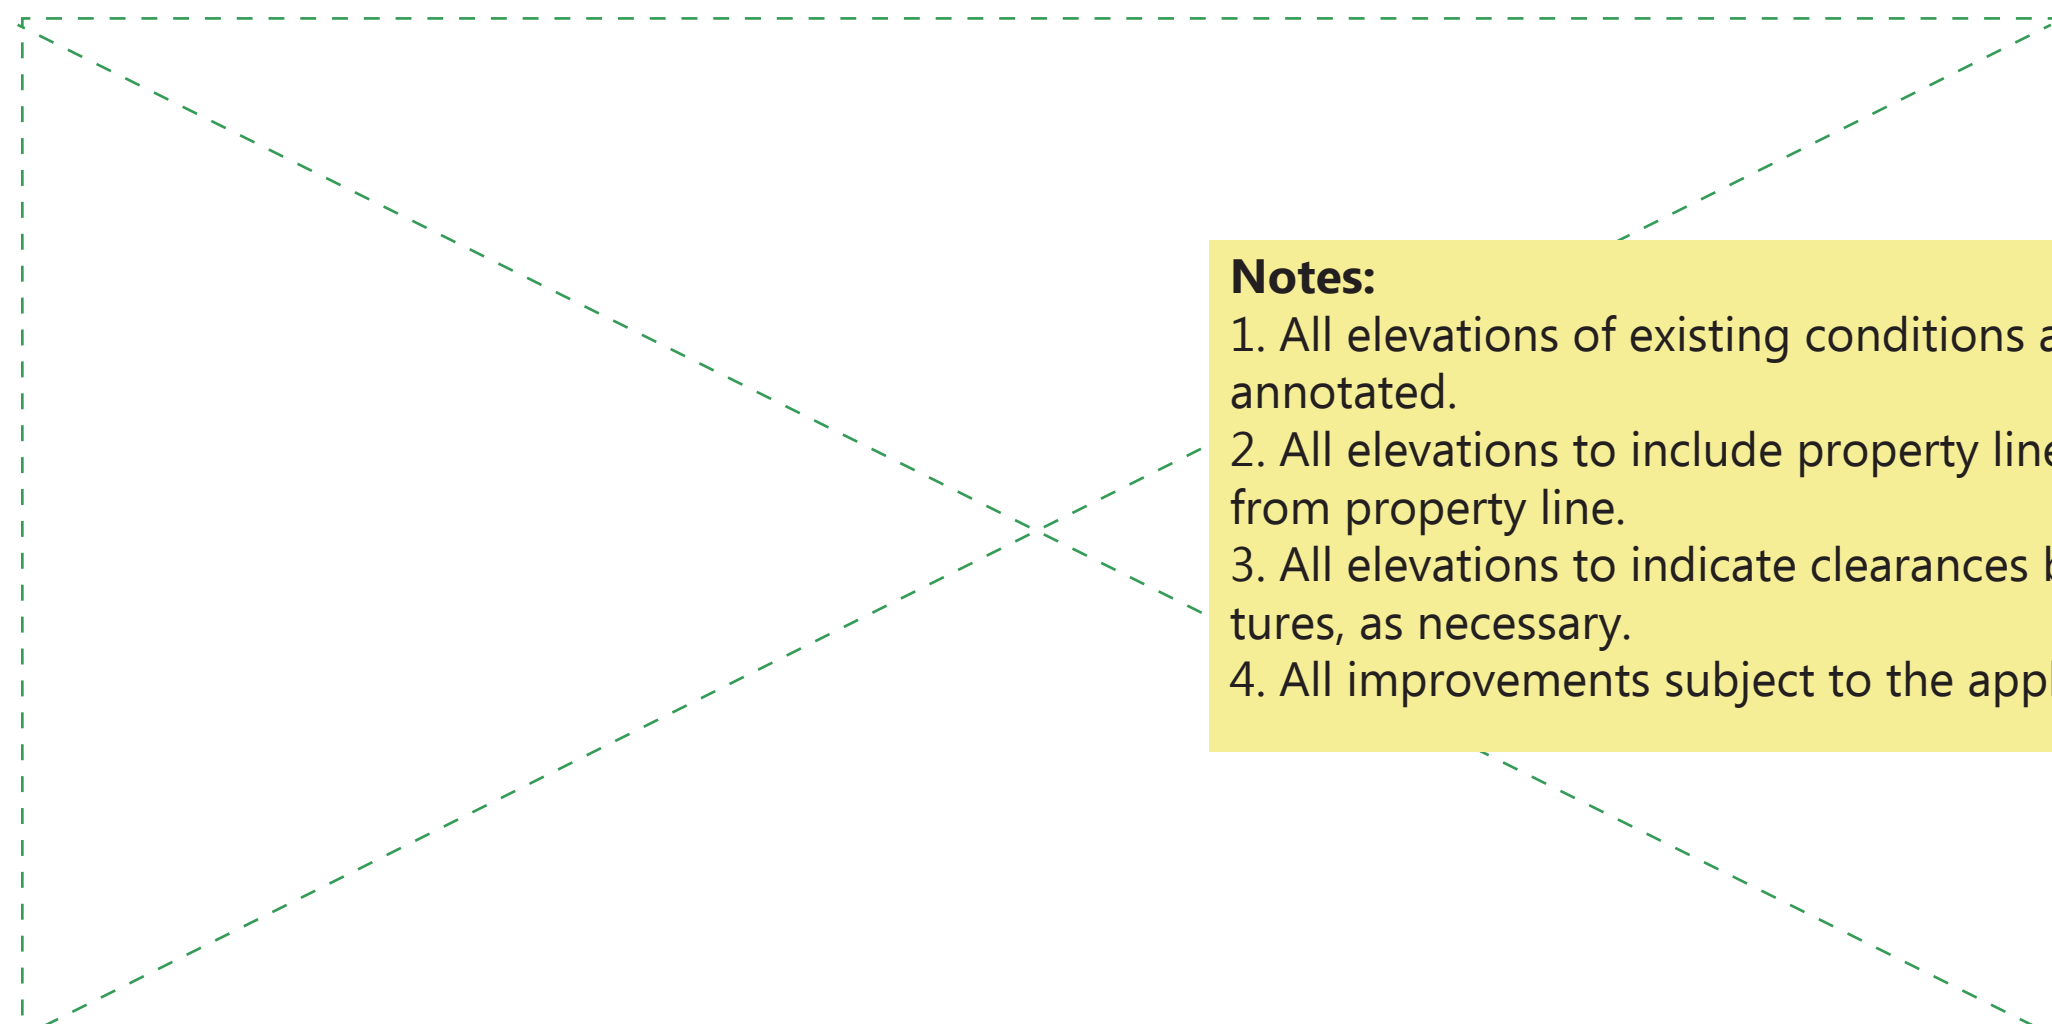 Notes:
1. All elevations of existing conditions
annotated.
2. All elevations to include property line
from property line.
3. All elevations to indicate clearances
tures, as necessary.
4. All improvements subject to the